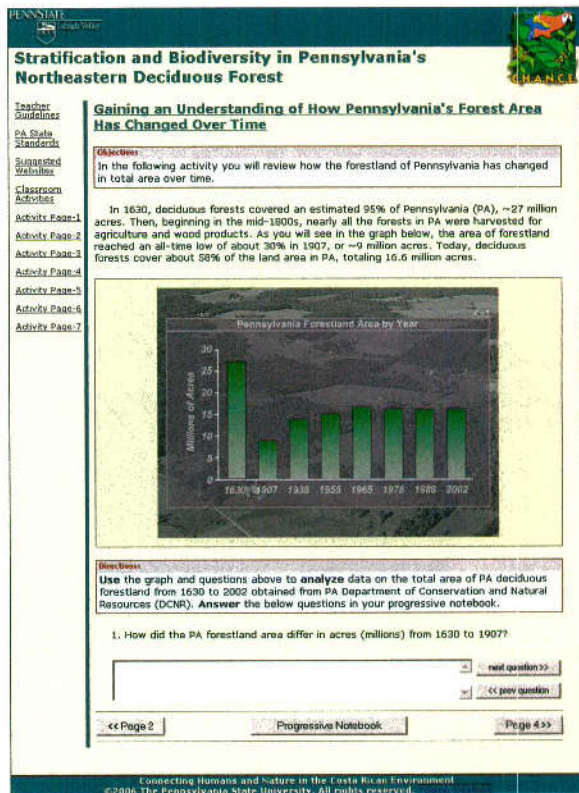 PENNSTATE
Lehigh Valley
CHANCE
Stratification and Biodiversity in Pennsylvania's
Northeastern Deciduous Forest
Teacher
Guidelines
PA State
Standards
Suggested
Websites
Classroom
Activities
Activity Page-1
Activity Page-2
Activity Page-3
Activity Page-4
Activity Page-5
Activity Page-6
Activity Page-7
Gaining an Understanding of How Pennsylvania's Forest Area
Has Changed Over Time
Objectives
In the following activity you will review how the forestland of Pennsylvania has changed
in total area over time.
In 1630, deciduous forests covered an estimated 95% of Pennsylvania (PA), ~27 million
acres. Then, beginning in the mid-1800s, nearly all the forests in PA were harvested for
agriculture and wood products. As you will see in the graph below, the area of forestland
reached an all-time low of about 30% in 1907, or ~9 million acres. Today, deciduous
forests cover about 58% of the land area in PA, totaling 16.6 million acres.
Pennsylvania Forestland Area by Year
Millions of Acres
30
25
20
15
10
5
0
1630 1907 1938 1955 1965 1978 1988 2002
Directions
Use the graph and questions above to analyze data on the total area of PA deciduous
forestland from 1630 to 2002 obtained from PA Department of Conservation and Natural
Resources (DCNR). Answer the below questions in your progressive notebook.
1. How did the PA forestland area differ in acres (millions) from 1630 to 1907?
next question >>
<< prev question
<< Page 2
Progressive Notebook
Page 4 >>
Connecting Humans and Nature in the Costa Rican Environment
©2006 The Pennsylvania State University. All rights reserved.